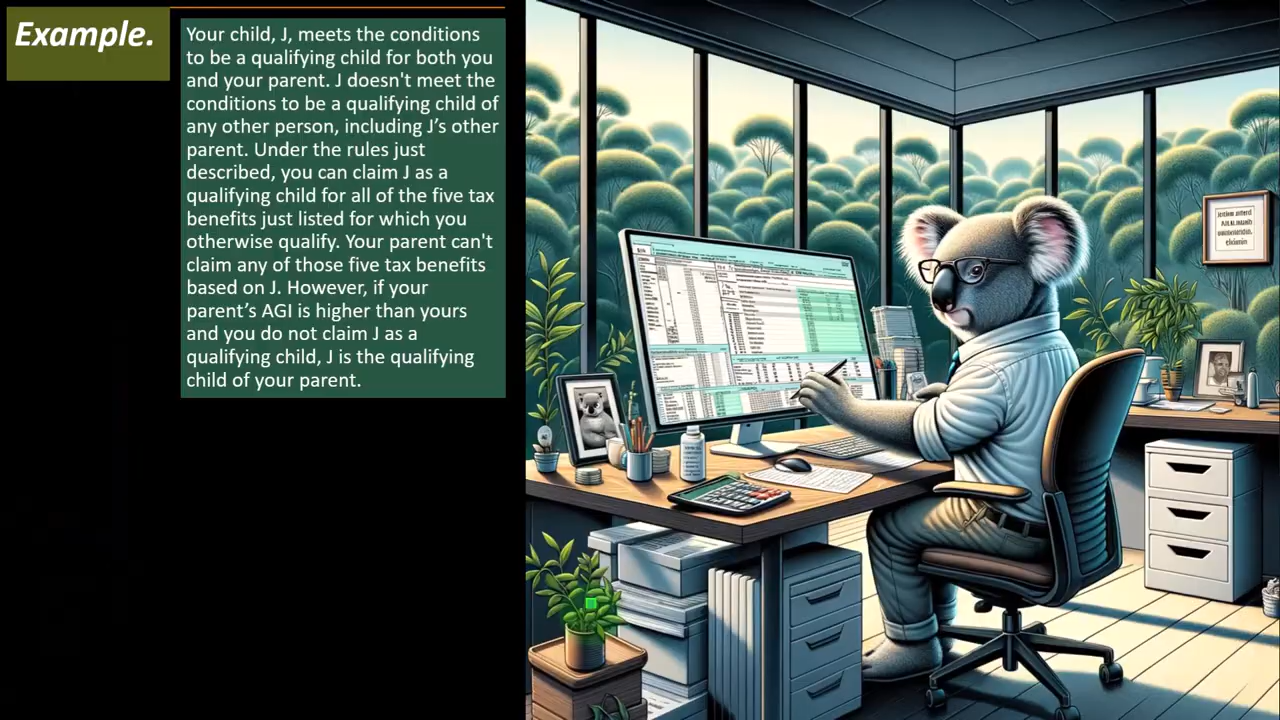 Example.
Your child, J, meets the conditions
to be a qualifying child for both you
and your parent. J doesn't meet the
conditions to be a qualifying child of
any other person, including J’s other
parent. Under the rules just
described, you can claim J as a
qualifying child for all of the five tax
benefits just listed for which you
otherwise qualify. Your parent can't
claim any of those five tax benefits
based on J. However, if your
parent’s AGI is higher than yours
and you do not claim J as a
qualifying child, J is the qualifying
child of your parent.